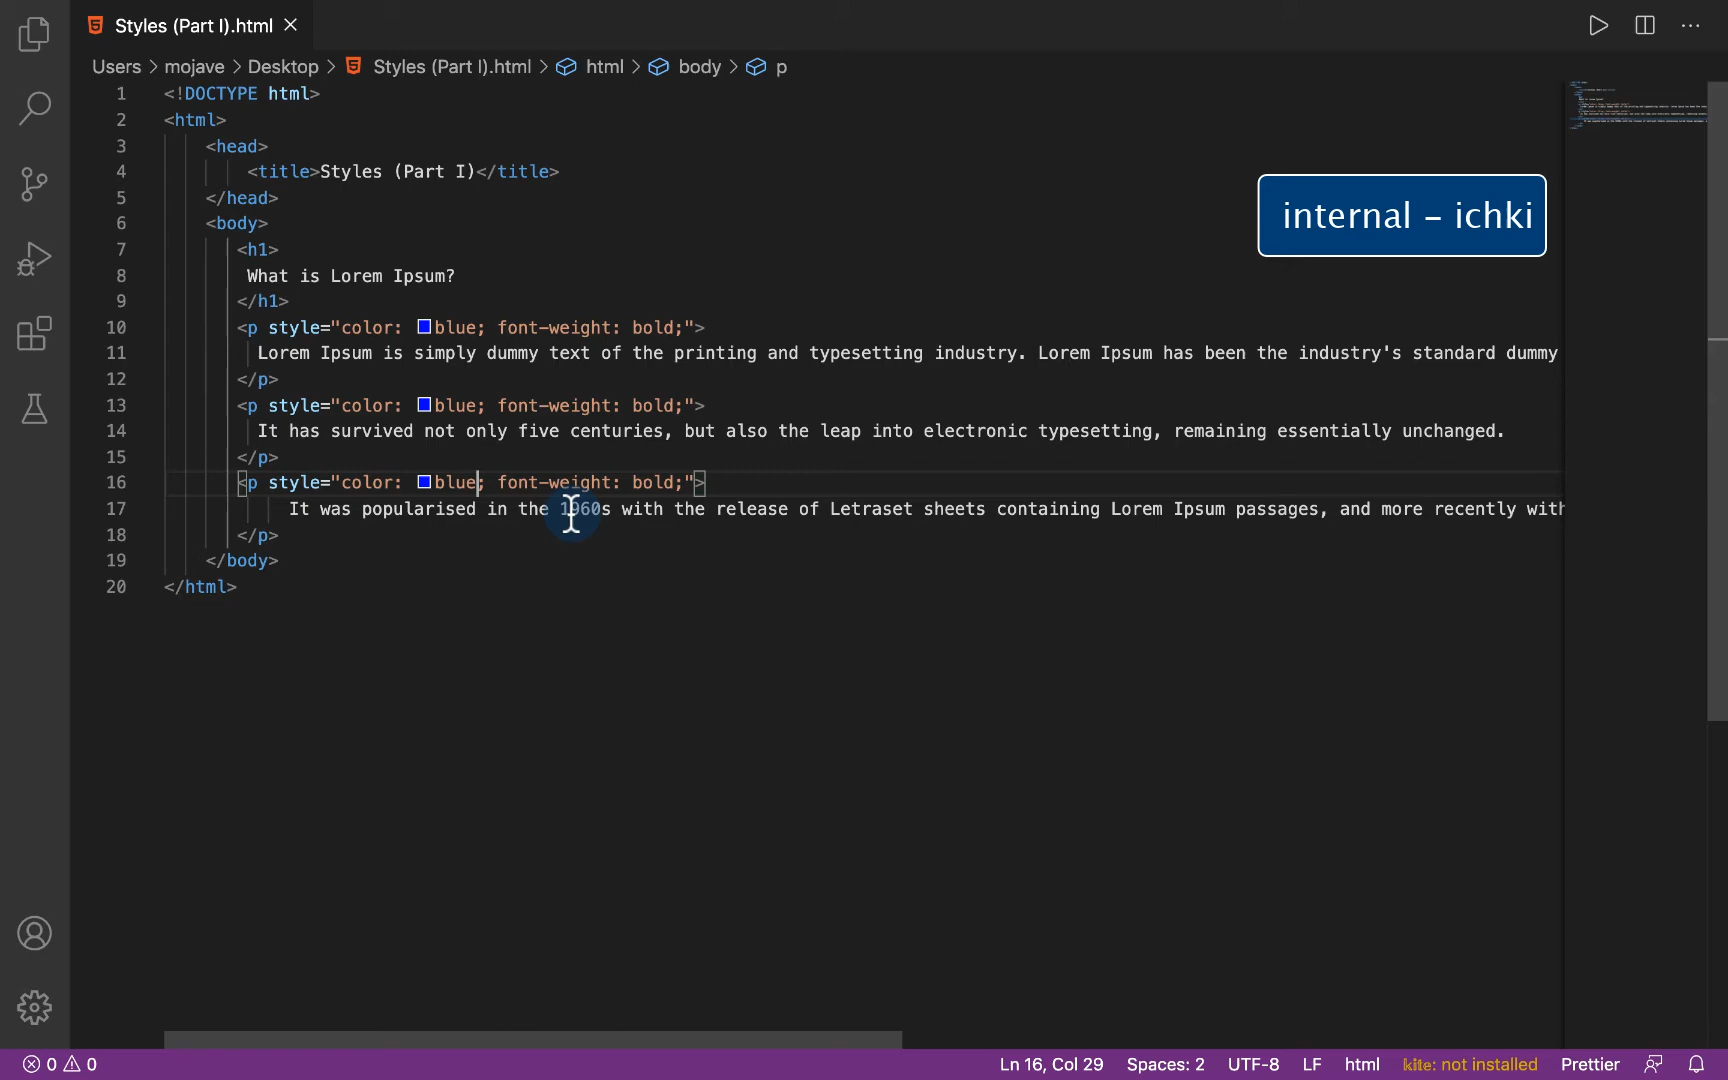 Styles (Part I).html
Users > mojave > Desktop > Styles (Part I).html > html > body > p
1 <!DOCTYPE html>
2 <html>
3 <head>
4 <title>Styles (Part I)</title>
5 </head>
6 <body>
7 <h1>
8 What is Lorem Ipsum?
9 </h1>
10 <p style="color: blue; font-weight: bold;">
11 Lorem Ipsum is simply dummy text of the printing and typesetting industry. Lorem Ipsum has been the industry's standard dummy
12 </p>
13 <p style="color: blue; font-weight: bold;">
14 It has survived not only five centuries, but also the leap into electronic typesetting, remaining essentially unchanged.
15 </p>
16 <p style="color: blue; font-weight: bold;">
17 It was popularised in the 1960s with the release of Letraset sheets containing Lorem Ipsum passages, and more recently with
18 </p>
19 </body>
20 </html>
internal – ichki
0 0 Ln 16, Col 29 Spaces: 2 UTF-8 LF html kite: not installed Prettier